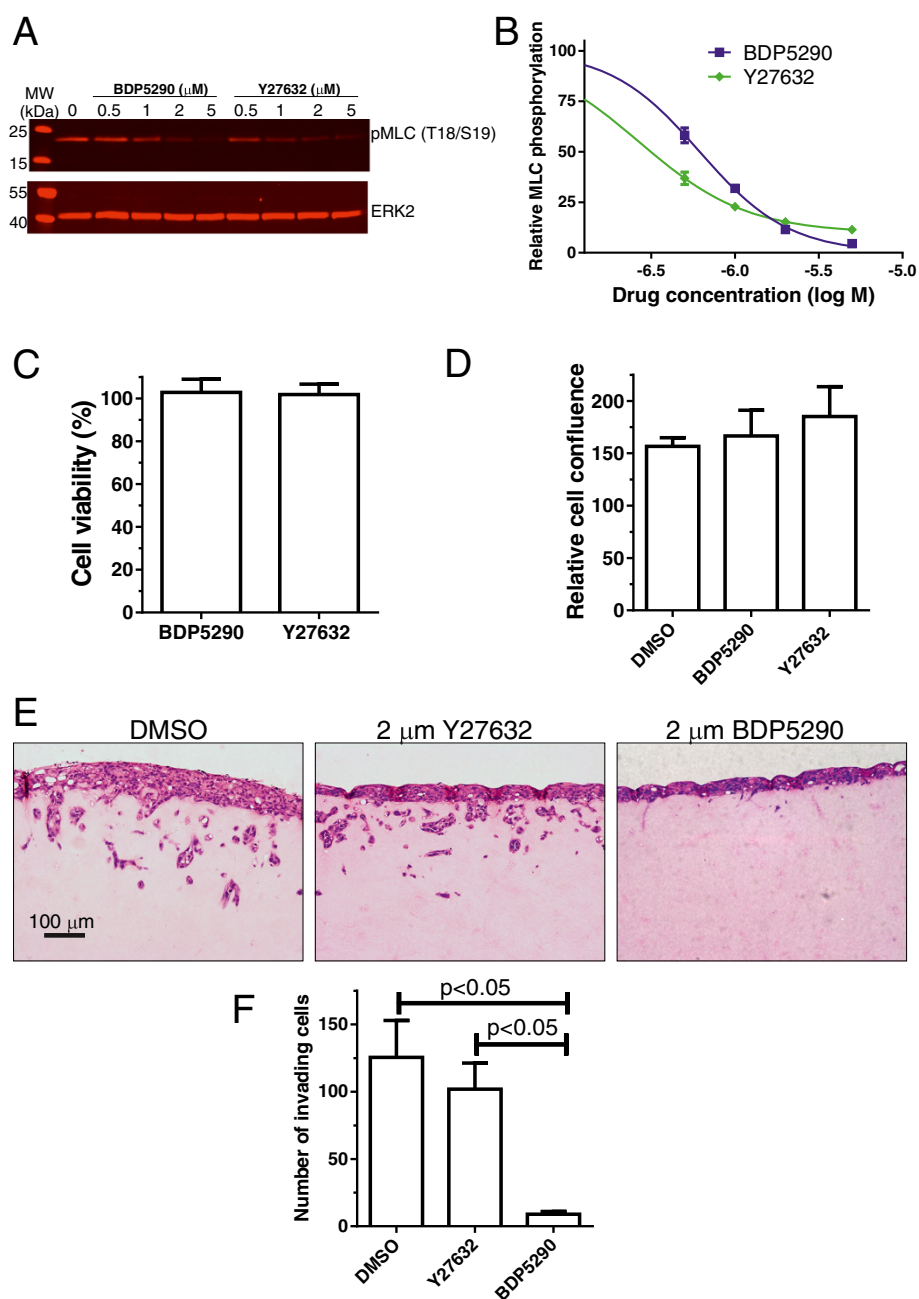 A
MW
(kDa)
BDP5290 (μM)
Y27632 (μM)
0 0.5 1 2 5 0.5 1 2 5
25
15
pMLC (T18/S19)
55
40
ERK2
B
Relative MLC phosphorylation
100
75
50
25
0
BDP5290
Y27632
-6.5 -6.0 -5.5 -5.0
Drug concentration (log M)
C
Cell viability (%)
100
80
60
40
20
0
BDP5290 Y27632
D
Relative cell confluence
200
150
100
50
0
DMSO BDP5290 Y27632
E
DMSO
2 μm Y27632
2 μm BDP5290
100 μm
F
Number of invading cells
150
100
50
0
p<0.05
p<0.05
DMSO Y27632 BDP5290